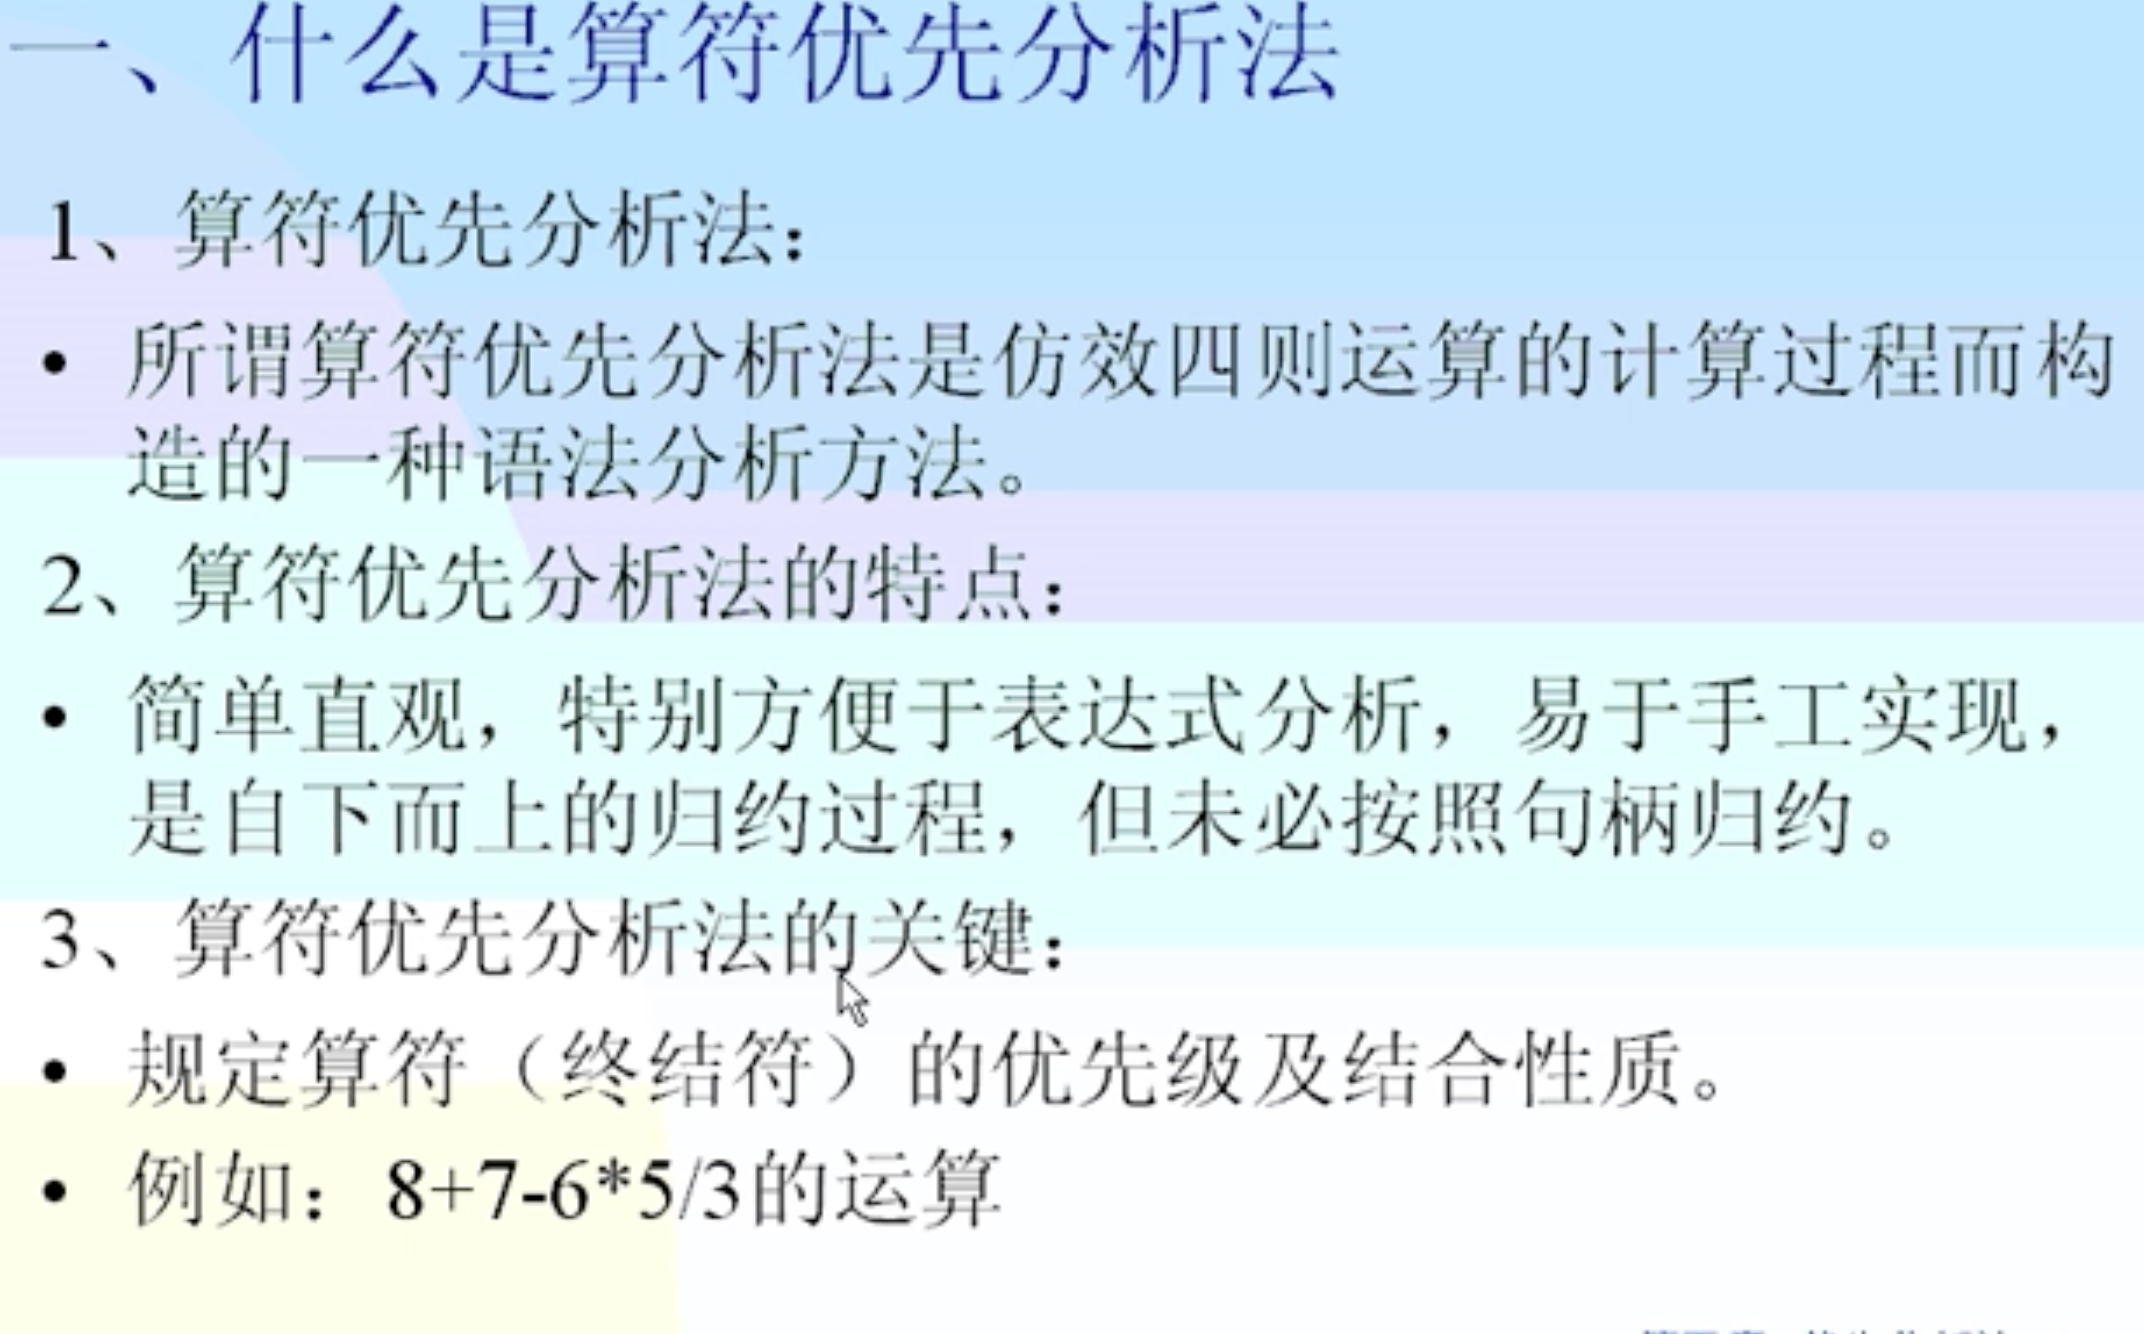 一、什么是算符优先分析法
1、算符优先分析法：
• 所谓算符优先分析法是仿效四则运算的计算过程而构
造的一种语法分析方法。
2、算符优先分析法的特点：
• 简单直观，特别方便于表达式分析，易于手工实现，
是自下而上的归约过程，但未必按照句柄归约。
3、算符优先分析法的关键：
• 规定算符（终结符）的优先级及结合性质。
• 例如：8+7-6*5/3的运算